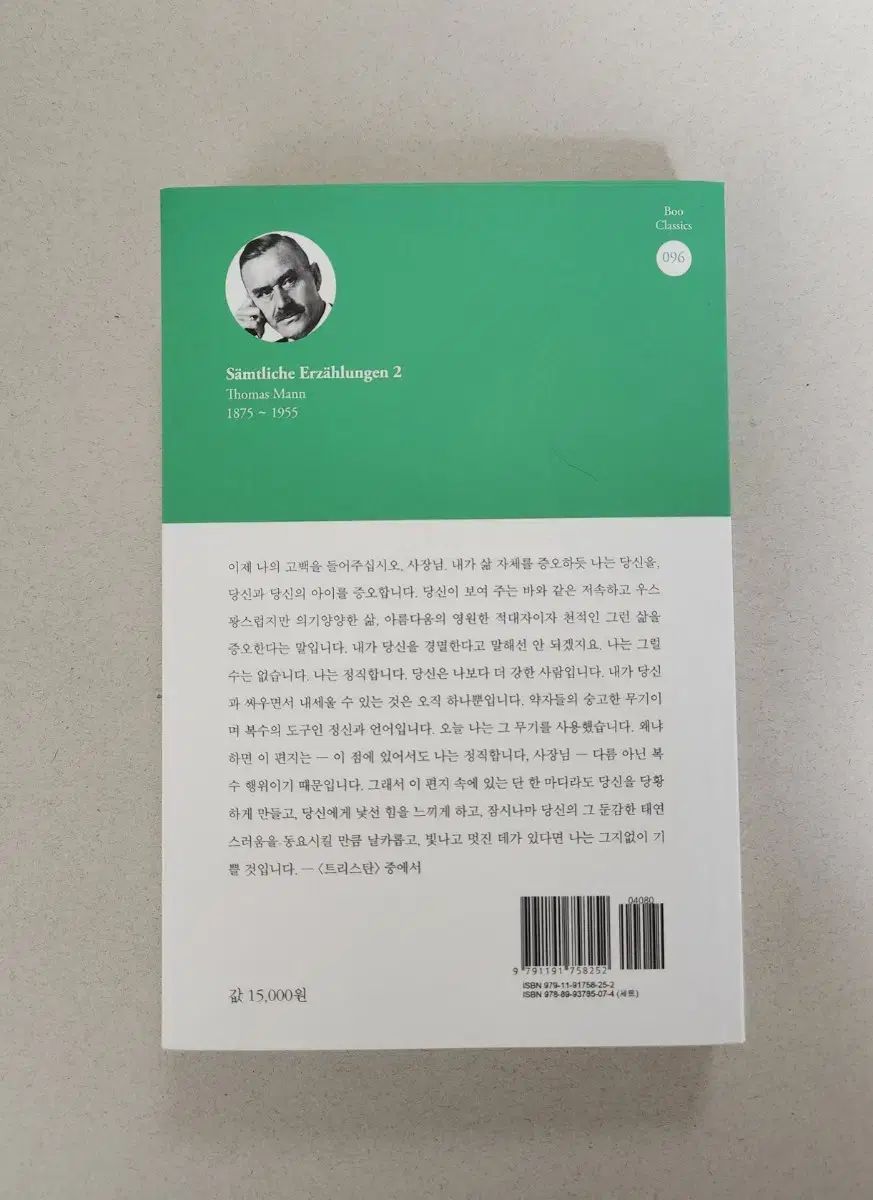 Boo
Classics
096
Sämtliche Erzählungen 2
Thomas Mann
1875 ~ 1955
이제 나의 고백을 들어주십시오, 사장님. 내가 삶 자체를 증오하듯 나는 당신을,
당신과 당신의 아이를 증오합니다. 당신이 보여 주는 바와 같은 저속하고 우스
꽝스럽지만 의기양양한 삶, 아름다움의 영원한 적대자이자 천적인 그런 삶을
증오한다는 말입니다. 내가 당신을 경멸한다고 말해선 안 되겠지요. 나는 그럴
수는 없습니다. 나는 정직합니다. 당신은 나보다 더 강한 사람입니다. 내가 당신
과 싸우면서 내세울 수 있는 것은 오직 하나뿐입니다. 약자들의 숭고한 무기이
며 복수의 도구인 정신과 언어입니다. 오늘 나는 그 무기를 사용했습니다. 왜냐
하면 이 편지는 ― 이 점에 있어서도 나는 정직합니다, 사장님 ― 다름 아닌 복
수 행위이기 때문입니다. 그래서 이 편지 속에 있는 단 한 마디라도 당신을 당황
하게 만들고, 당신에게 낯선 힘을 느끼게 하고, 잠시나마 당신의 그 둔감한 태연
스러움을 동요시킬 만큼 날카롭고, 빛나고 멋진 데가 있다면 나는 그지없이 기
쁠 것입니다. ― 〈트리스탄〉 중에서
04080
9 791191 758252
ISBN 979-11-91758-25-2
ISBN 978-89-93785-07-4 (세트)
값 15,000원